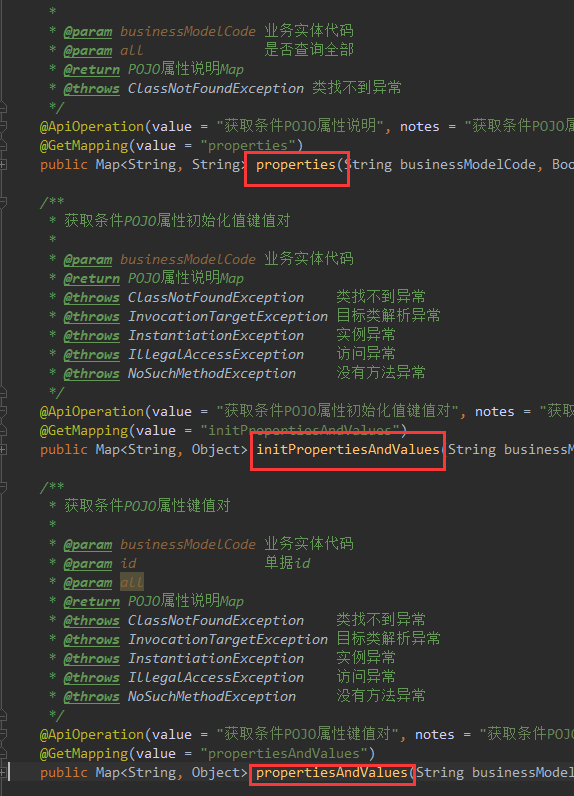 *
* @param businessModelCode 业务实体代码
* @param all 是否查询全部
* @return POJO属性说明Map
* @throws ClassNotFoundException 类找不到异常
*/
@ApiOperation(value = "获取条件POJO属性说明", notes = "获取条件POJO属
@GetMapping(value = "properties")
public Map<String, String> properties(String businessModelCode, Boo
/**
* 获取条件POJO属性初始化值键值对
*
* @param businessModelCode 业务实体代码
* @return POJO属性说明Map
* @throws ClassNotFoundException 类找不到异常
* @throws InvocationTargetException 目标类解析异常
* @throws InstantiationException 实例异常
* @throws IllegalAccessException 访问异常
* @throws NoSuchMethodException 没有方法异常
*/
@ApiOperation(value = "获取条件POJO属性初始化值键值对", notes = "获取
@GetMapping(value = "initPropertiesAndValues")
public Map<String, Object> initPropertiesAndValues(String businessM
/**
* 获取条件POJO属性键值对
*
* @param businessModelCode 业务实体代码
* @param id 单据id
* @param all
* @return POJO属性说明Map
* @throws ClassNotFoundException 类找不到异常
* @throws InvocationTargetException 目标类解析异常
* @throws InstantiationException 实例异常
* @throws IllegalAccessException 访问异常
* @throws NoSuchMethodException 没有方法异常
*/
@ApiOperation(value = "获取条件POJO属性键值对", notes = "获取条件POJO
@GetMapping(value = "propertiesAndValues")
public Map<String, Object> propertiesAndValues(String businessModel